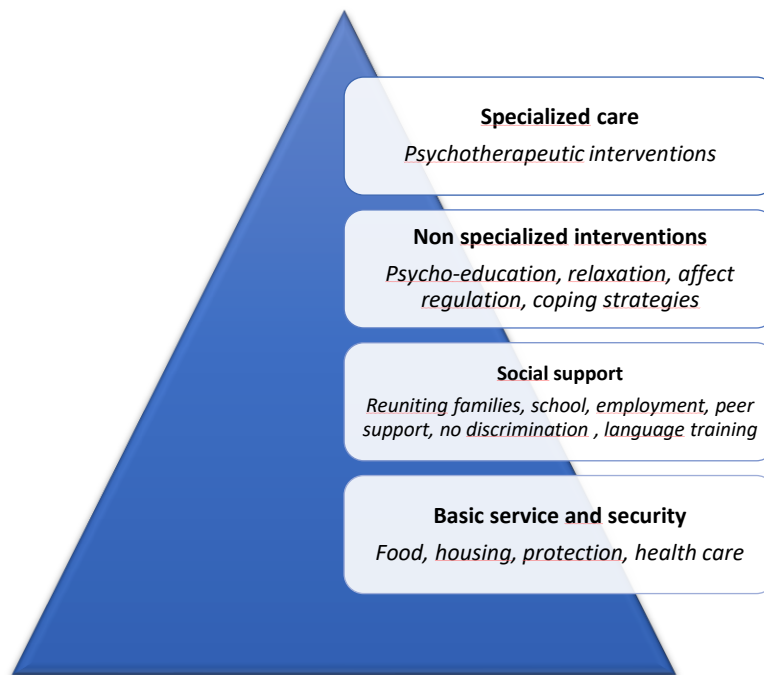 Specialized care
Psychotherapeutic interventions
Non specialized interventions
Psycho-education, relaxation, affect
regulation, coping strategies
Social support
Reuniting families, school, employment, peer
support, no discrimination , language training
Basic service and security
Food, housing, protection, health care